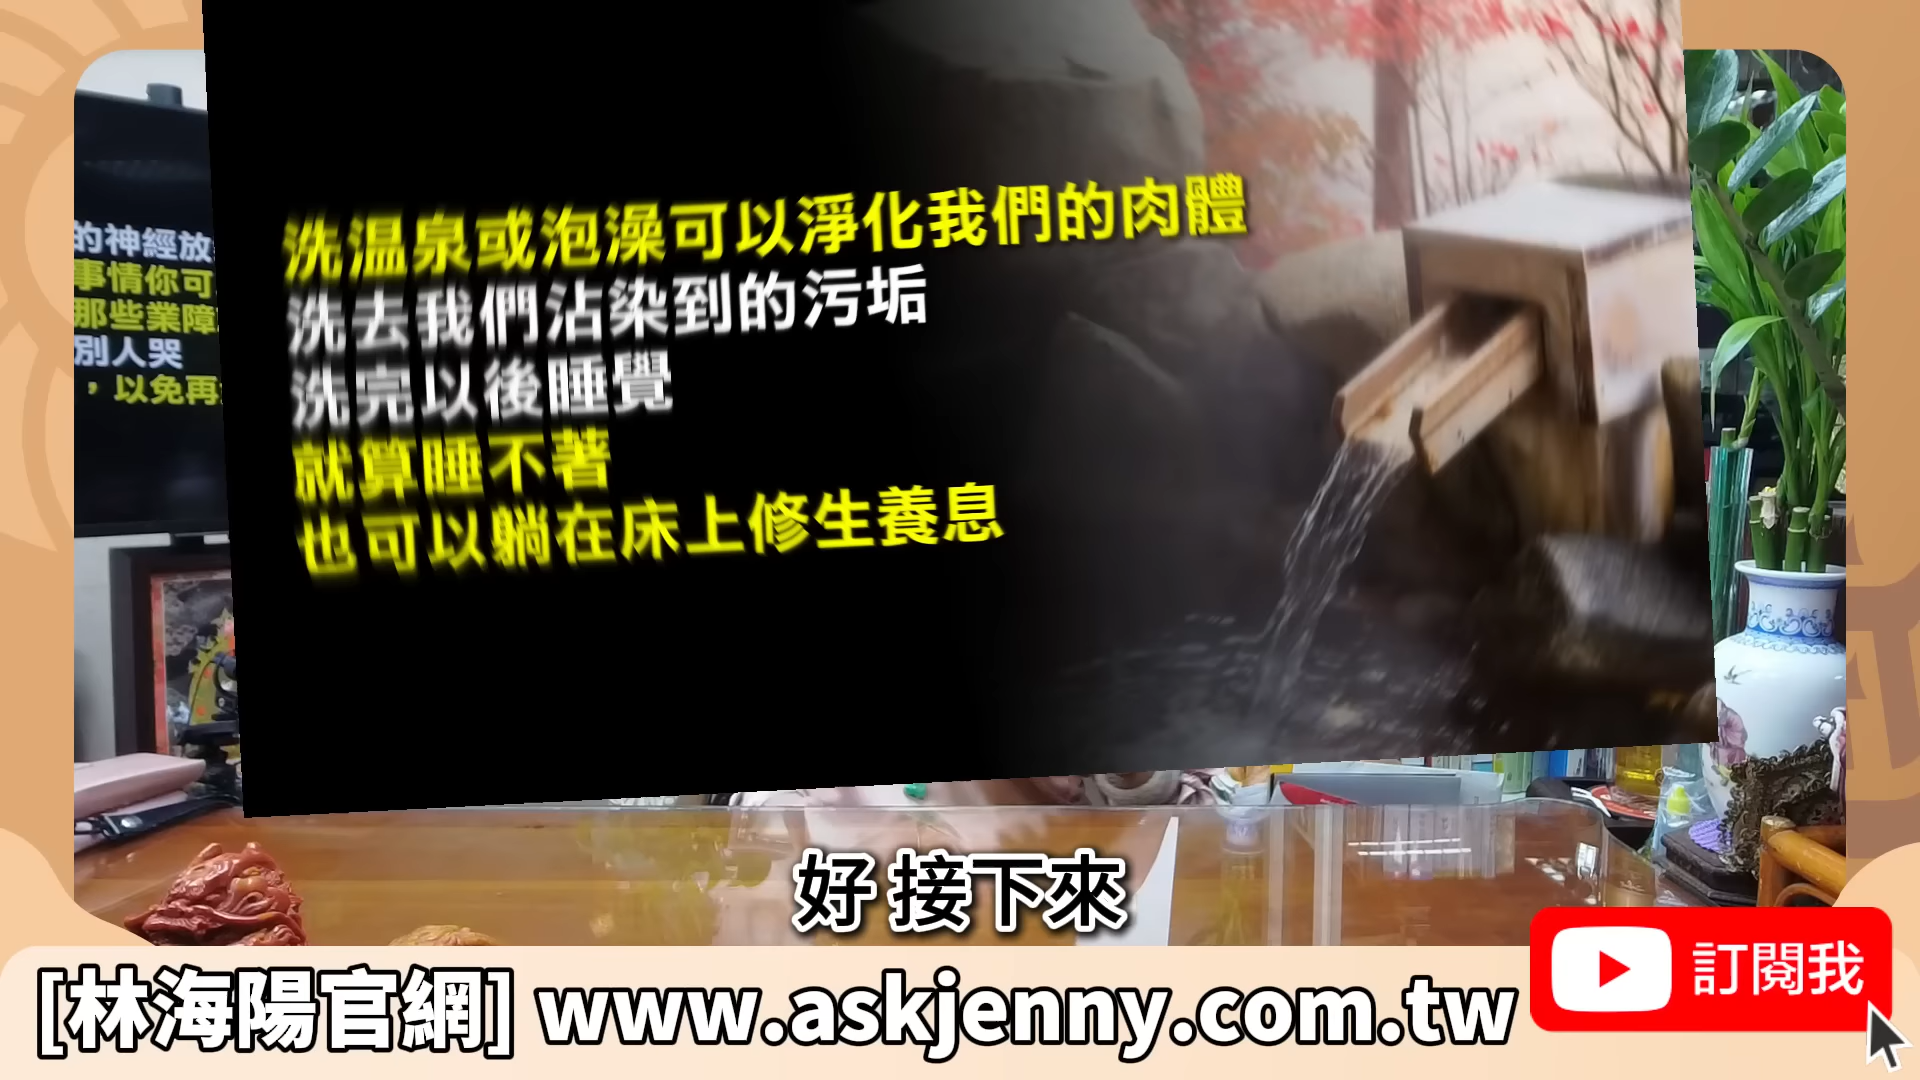 洗温泉或泡澡可以淨化我們的肉體
洗去我們沾染到的污垢
洗完以後睡覺
就算睡不著
也可以躺在床上修生養息
的神經放
事情你可
那些業障
別人哭
，以免再
好 接下來
[林海陽官網] www.askjenny.com.tw
訂閱我